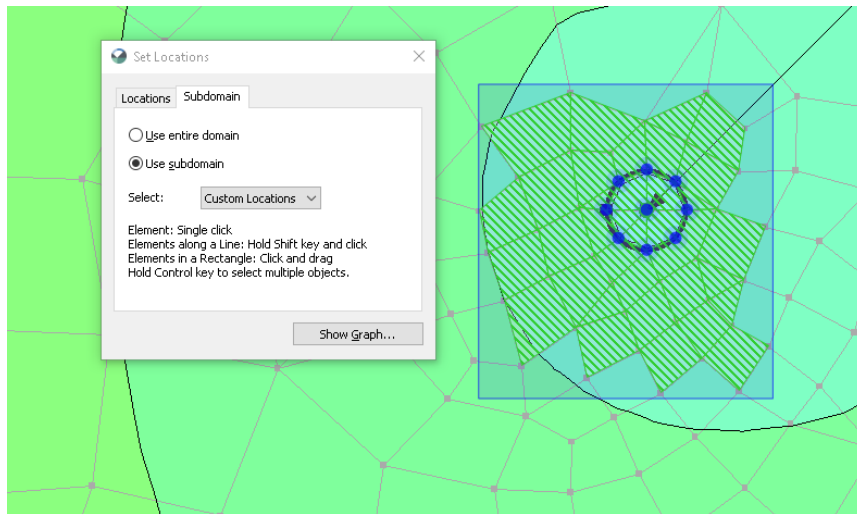 Set Locations
Locations Subdomain
Use entire domain
Use subdomain
Select: Custom Locations
Element: Single click
Elements along a Line: Hold Shift key and click
Elements in a Rectangle: Click and drag
Hold Control key to select multiple objects.
Show Graph...